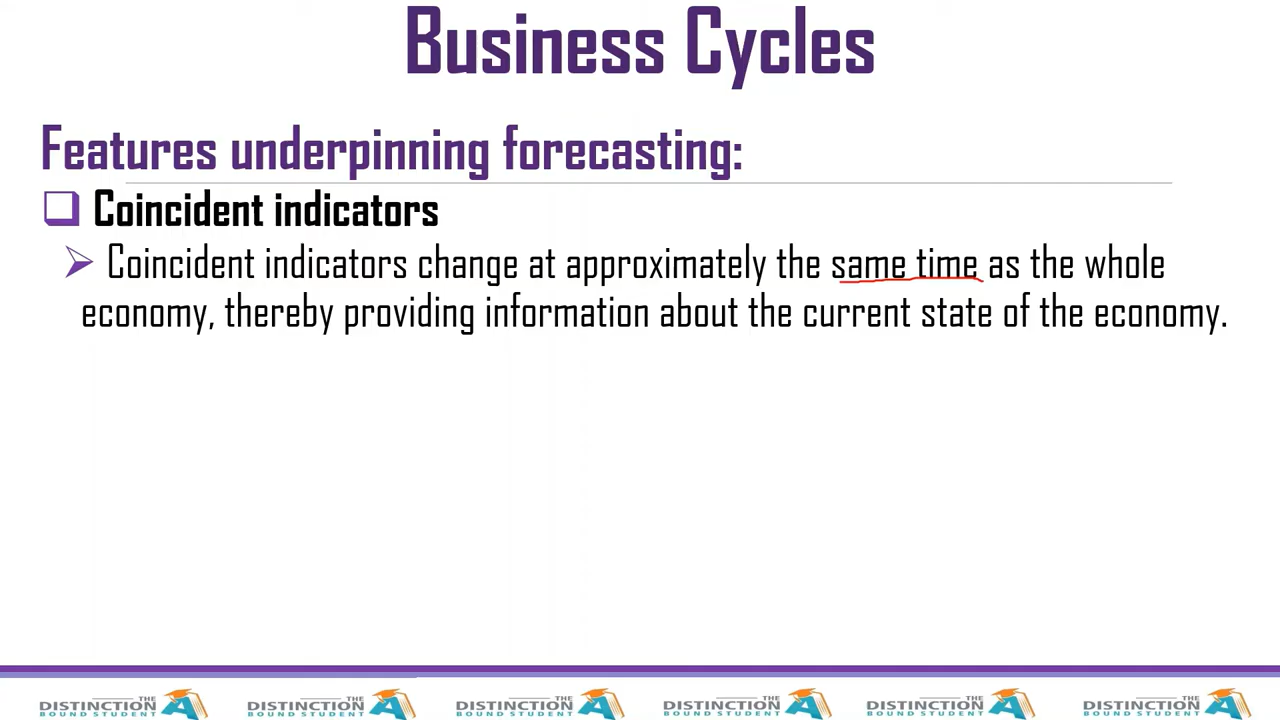 Business Cycles
Features underpinning forecasting:
Coincident indicators
Coincident indicators change at approximately the same time as the whole
economy, thereby providing information about the current state of the economy.
THE DISTINCTION BOUND STUDENT A
THE DISTINCTION BOUND STUDENT A
THE DISTINCTION BOUND STUDENT A
THE DISTINCTION BOUND STUDENT A
THE DISTINCTION BOUND STUDENT A
THE DISTINCTION BOUND STUDENT A